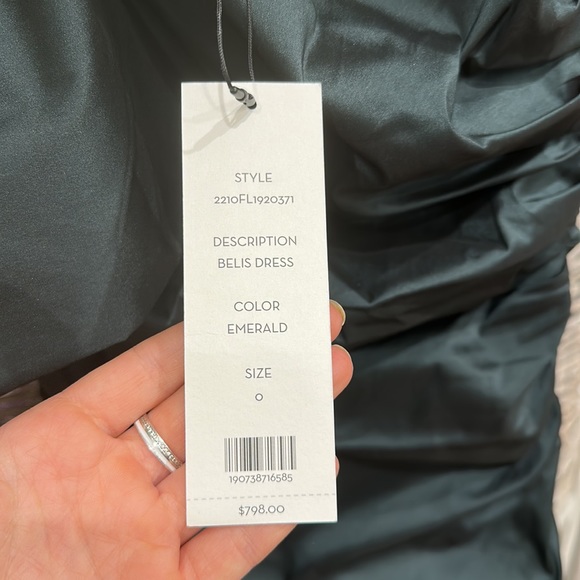 STYLE
2210FL1920371
DESCRIPTION
BELIS DRESS
COLOR
EMERALD
SIZE
0
190738716585
$798.00